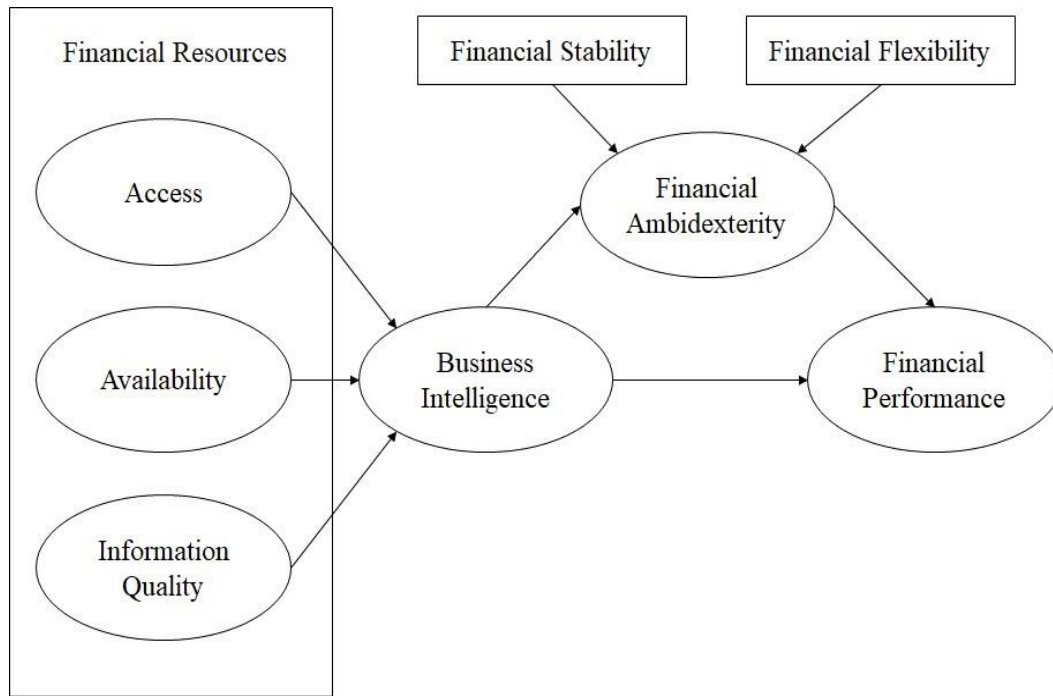 Financial Resources
Financial Stability
Financial Flexibility
Access
Financial
Ambidexterity
Availability
Business
Intelligence
Financial
Performance
Information
Quality